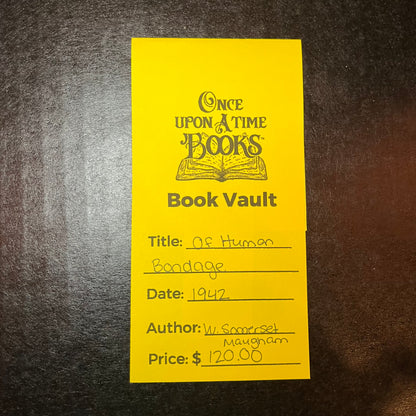 Once
upon A Time
Books
Book Vault
Title: Of Human
Bondage
Date: 1942
Author: W. Somerset
Maugham
Price: $ 120.00